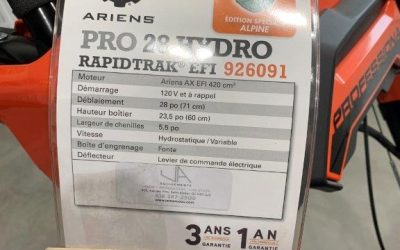 ARIENS
ÉDITION SPÉCIALE
ALPINE
PRO 28 HYDRO
RAPIDTRAK® EFI 926091
Moteur Ariens AX EFI 420 cm³
Démarrage 120 V et à rappel
Déblaiement 28 po (71 cm)
Hauteur boîtier 23,5 po (60 cm)
Largeur de chenilles 5,5 po
Vitesse Hydrostatique / Variable
Boîte d'engrenage Fonte
Déflecteur Levier de commande électrique
3 ANS 1 AN
GARANTIE GARANTIE
PROFESSIONAL